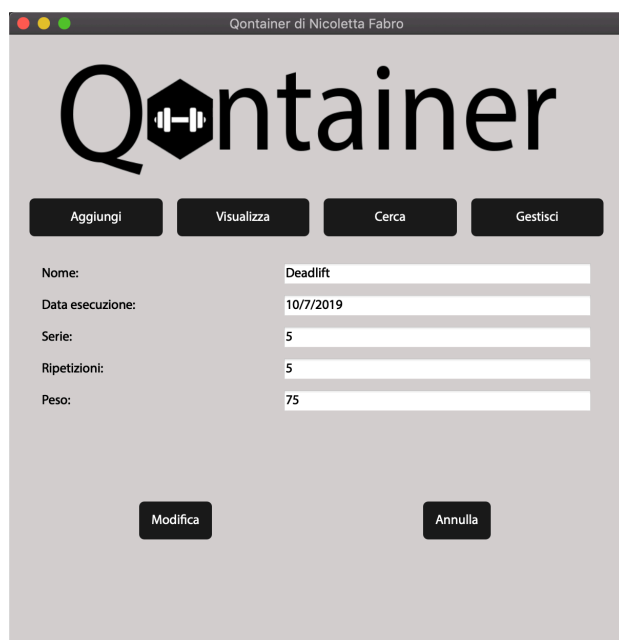 Qontainer di Nicoletta Fabro
Qontainer
Aggiungi Visualizza Cerca Gestisci
Nome: Deadlift
Data esecuzione: 10/7/2019
Serie: 5
Ripetizioni: 5
Peso: 75
Modifica Annulla